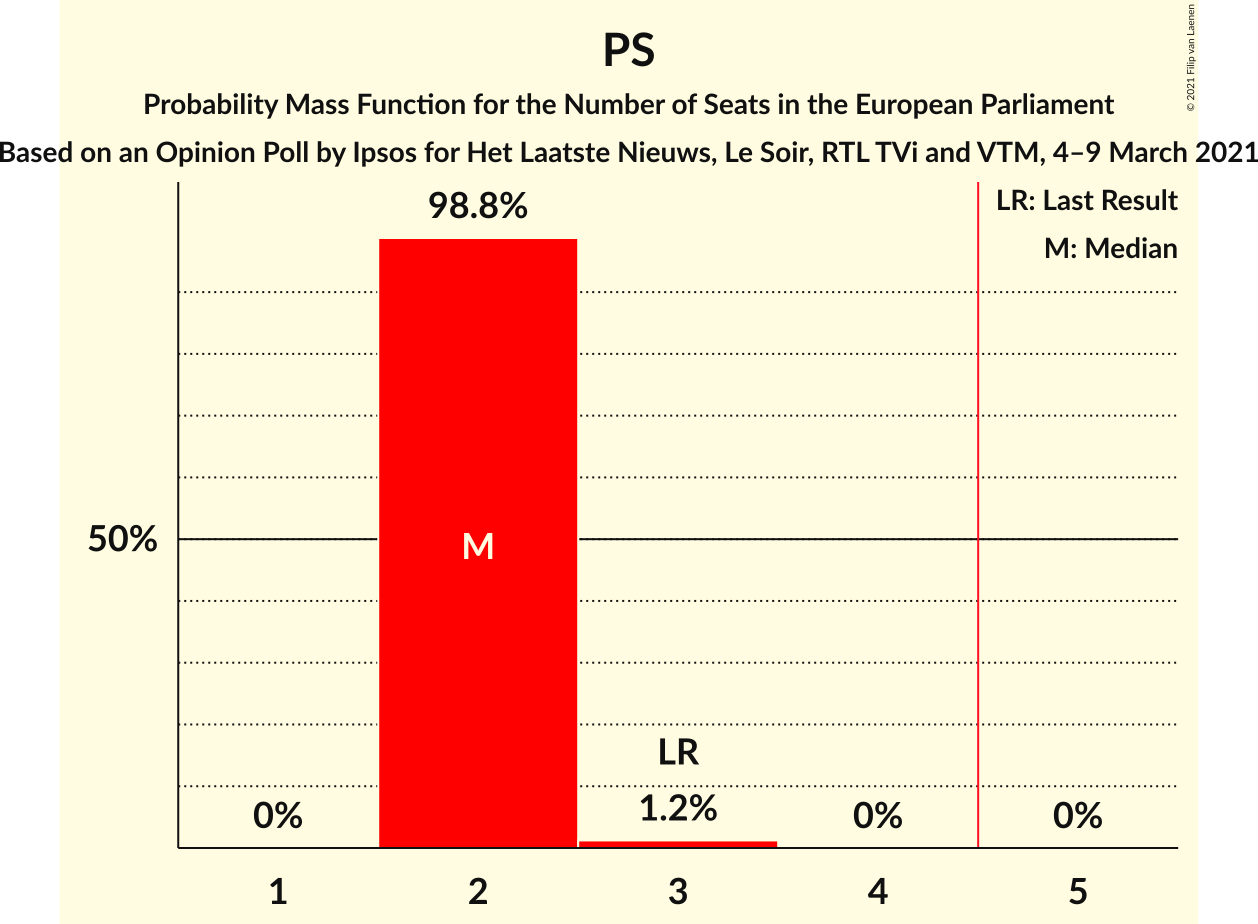 PS
Probability Mass Function for the Number of Seats in the European Parliament
Based on an Opinion Poll by Ipsos for Het Laatste Nieuws, Le Soir, RTL TVi and VTM, 4–9 March 2021
© 2021 Filip van Laenen
LR: Last Result
M: Median
98.8%
50%
M
LR
0%
1.2%
0%
0%
1
2
3
4
5